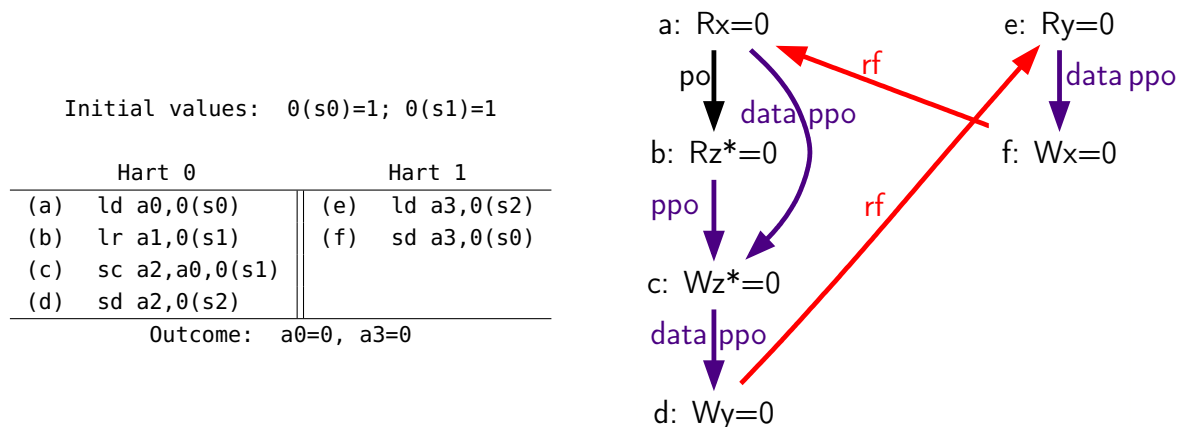 Initial values: 0(s0)=1; 0(s1)=1
Hart 0 Hart 1
(a) ld a0,0(s0) (e) ld a3,0(s2)
(b) lr a1,0(s1) (f) sd a3,0(s0)
(c) sc a2,a0,0(s1)
(d) sd a2,0(s2)
Outcome: a0=0, a3=0
a: Rx=0 e: Ry=0
po rf data ppo
data ppo
b: Rz*=0 f: Wx=0
ppo rf
c: Wz*=0
data ppo
d: Wy=0